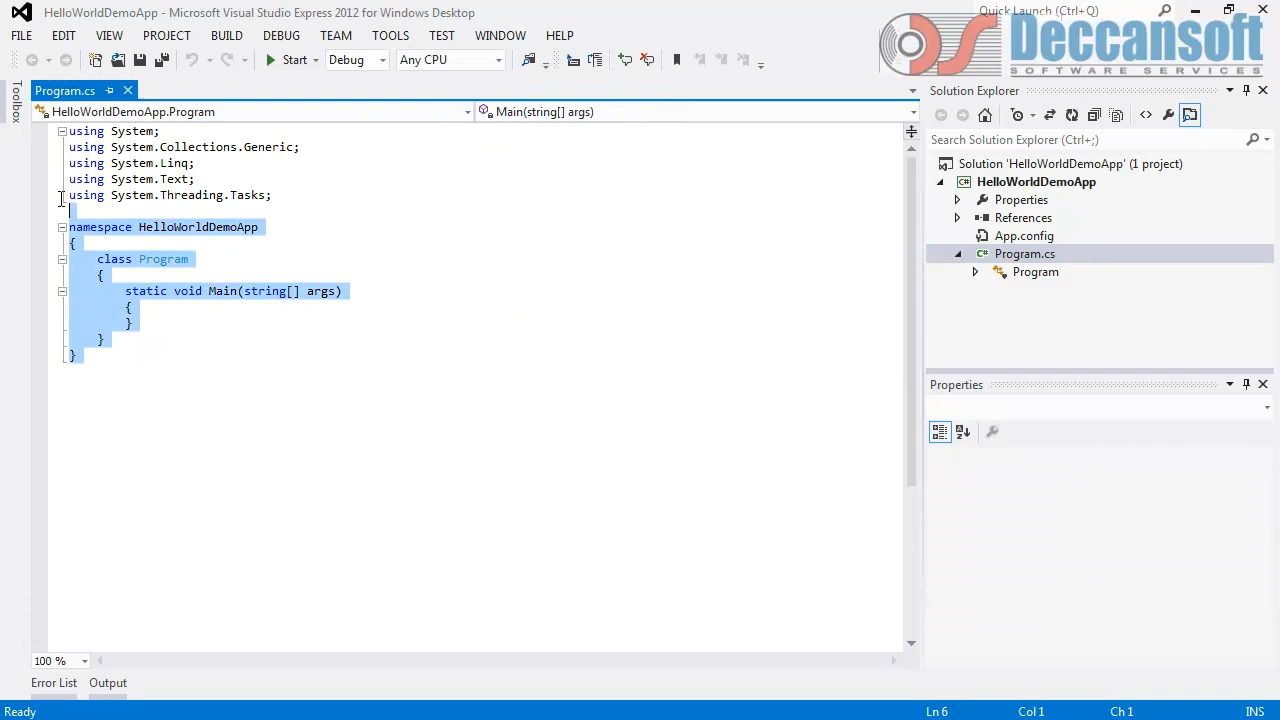 HelloWorldDemoApp - Microsoft Visual Studio Express 2012 for Windows Desktop
Quick Launch (Ctrl+Q)
FILE EDIT VIEW PROJECT BUILD DEBUG TEAM TOOLS TEST WINDOW HELP
DS Deccansoft
SOFTWARE SERVICES
Start Debug Any CPU
Toolbox
Program.cs
HelloWorldDemoApp.Program
Main(string[] args)
using System;
using System.Collections.Generic;
using System.Linq;
using System.Text;
using System.Threading.Tasks;
namespace HelloWorldDemoApp
{
class Program
{
static void Main(string[] args)
{
}
}
}
100 %
Error List Output
Solution Explorer
Search Solution Explorer (Ctrl+;)
Solution 'HelloWorldDemoApp' (1 project)
HelloWorldDemoApp
Properties
References
App.config
Program.cs
Program
Properties
Ready
Ln 6 Col 1 Ch 1 INS